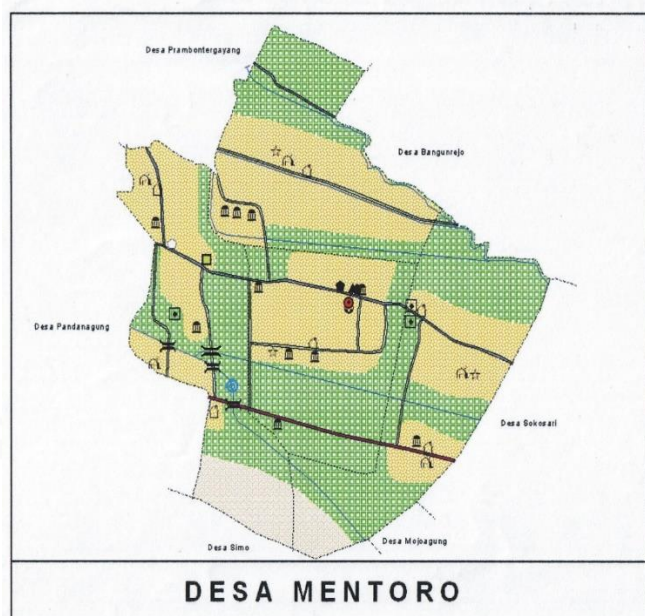 Desa Prambontergayang
Desa Bangunrejo
Desa Pandanagung
Desa Sokosari
Desa Simo
Desa Mojoagung
DESA MENTORO